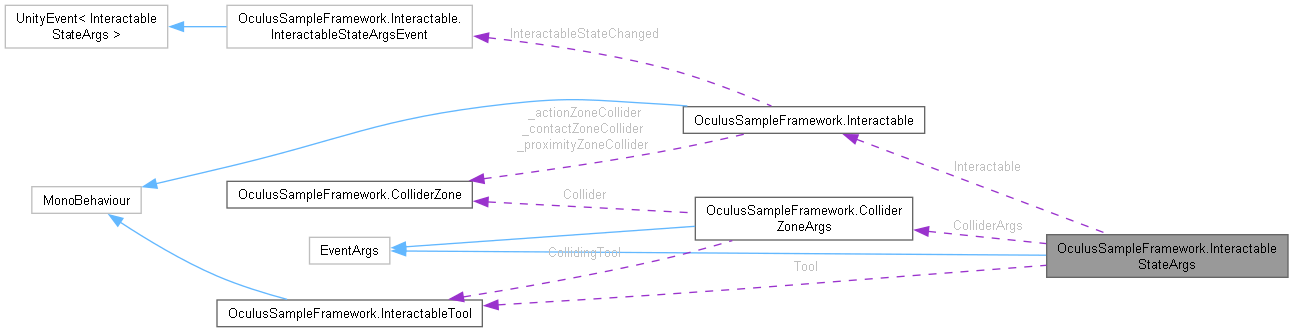 UnityEvent< Interactable
StateArgs >
OculusSampleFramework.Interactable.
InteractableStateArgsEvent
InteractableStateChanged
_actionZoneCollider
_contactZoneCollider
_proximityZoneCollider
OculusSampleFramework.Interactable
Interactable
MonoBehaviour
OculusSampleFramework.ColliderZone
Collider
OculusSampleFramework.Collider
ZoneArgs
ColliderArgs
EventArgs
CollidingTool
Tool
OculusSampleFramework.Interactable
StateArgs
OculusSampleFramework.InteractableTool